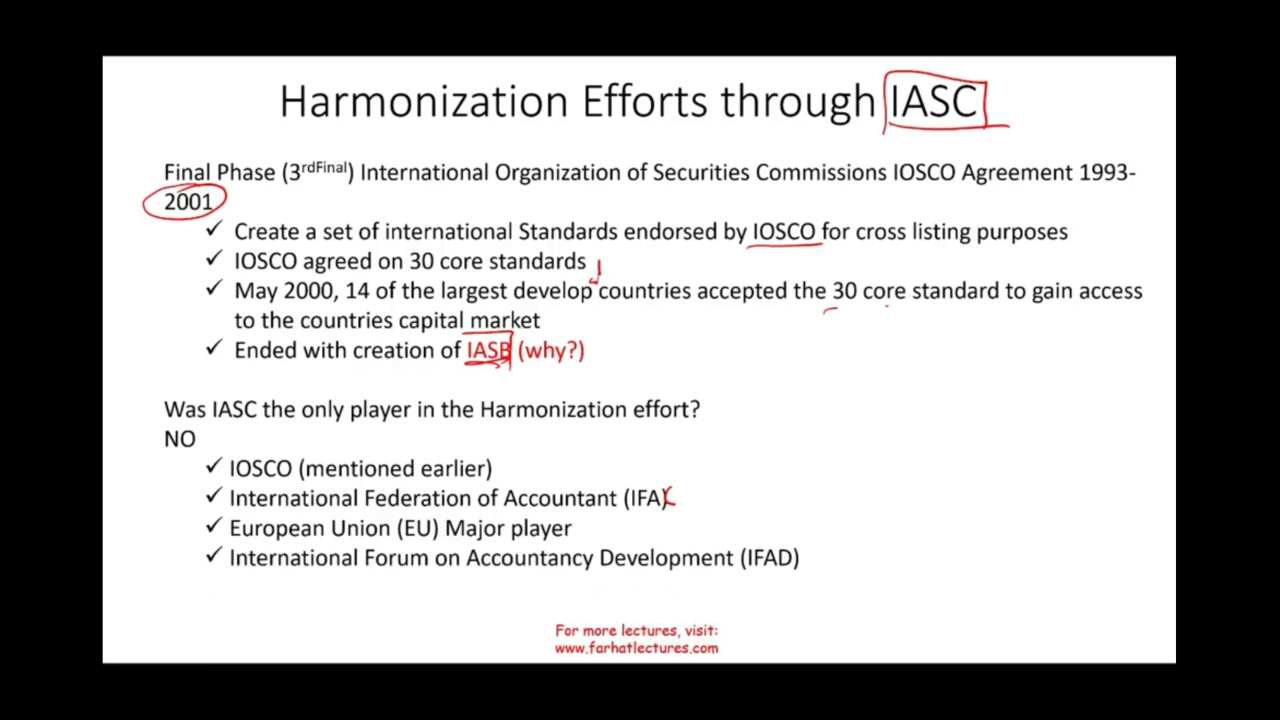 Harmonization Efforts through IASC
Final Phase (3rdFinal) International Organization of Securities Commissions IOSCO Agreement 1993-
2001
✓ Create a set of international Standards endorsed by IOSCO for cross listing purposes
✓ IOSCO agreed on 30 core standards
✓ May 2000, 14 of the largest develop countries accepted the 30 core standard to gain access
to the countries capital market
✓ Ended with creation of IASB (why?)
Was IASC the only player in the Harmonization effort?
NO
✓ IOSCO (mentioned earlier)
✓ International Federation of Accountant (IFA)C
✓ European Union (EU) Major player
✓ International Forum on Accountancy Development (IFAD)
For more lectures, visit:
www.farhatlectures.com